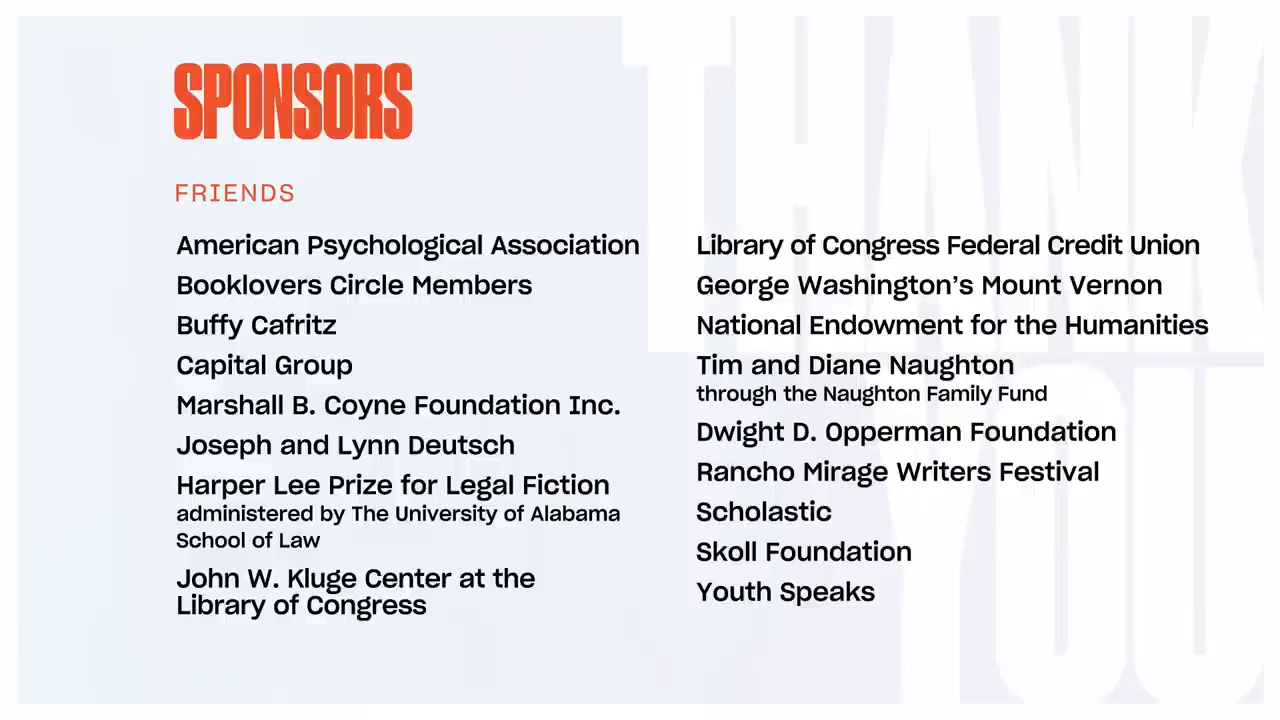 THANK
YOU
SPONSORS
FRIENDS
American Psychological Association
Booklovers Circle Members
Buffy Cafritz
Capital Group
Marshall B. Coyne Foundation Inc.
Joseph and Lynn Deutsch
Harper Lee Prize for Legal Fiction
administered by The University of Alabama
School of Law
John W. Kluge Center at the
Library of Congress
Library of Congress Federal Credit Union
George Washington’s Mount Vernon
National Endowment for the Humanities
Tim and Diane Naughton
through the Naughton Family Fund
Dwight D. Opperman Foundation
Rancho Mirage Writers Festival
Scholastic
Skoll Foundation
Youth Speaks